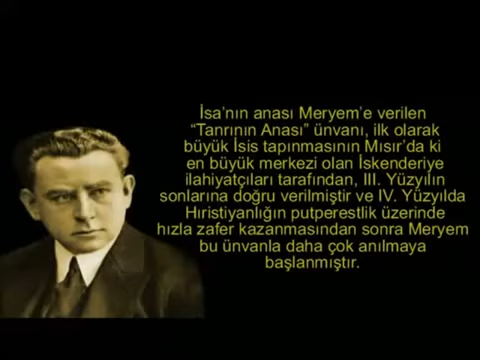 İsa'nın anası Meryem'e verilen
"Tanrının Anası" ünvanı, ilk olarak
büyük İsis tapınmasının Mısır'da ki
en büyük merkezi olan İskenderiye
ilahiyatçıları tarafından, III. Yüzyılın
sonlarına doğru verilmiştir ve IV. Yüzyılda
Hıristiyanlığın putperestlik üzerinde
hızla zafer kazanmasından sonra Meryem
bu ünvanla daha çok anılmaya
başlanmıştır.